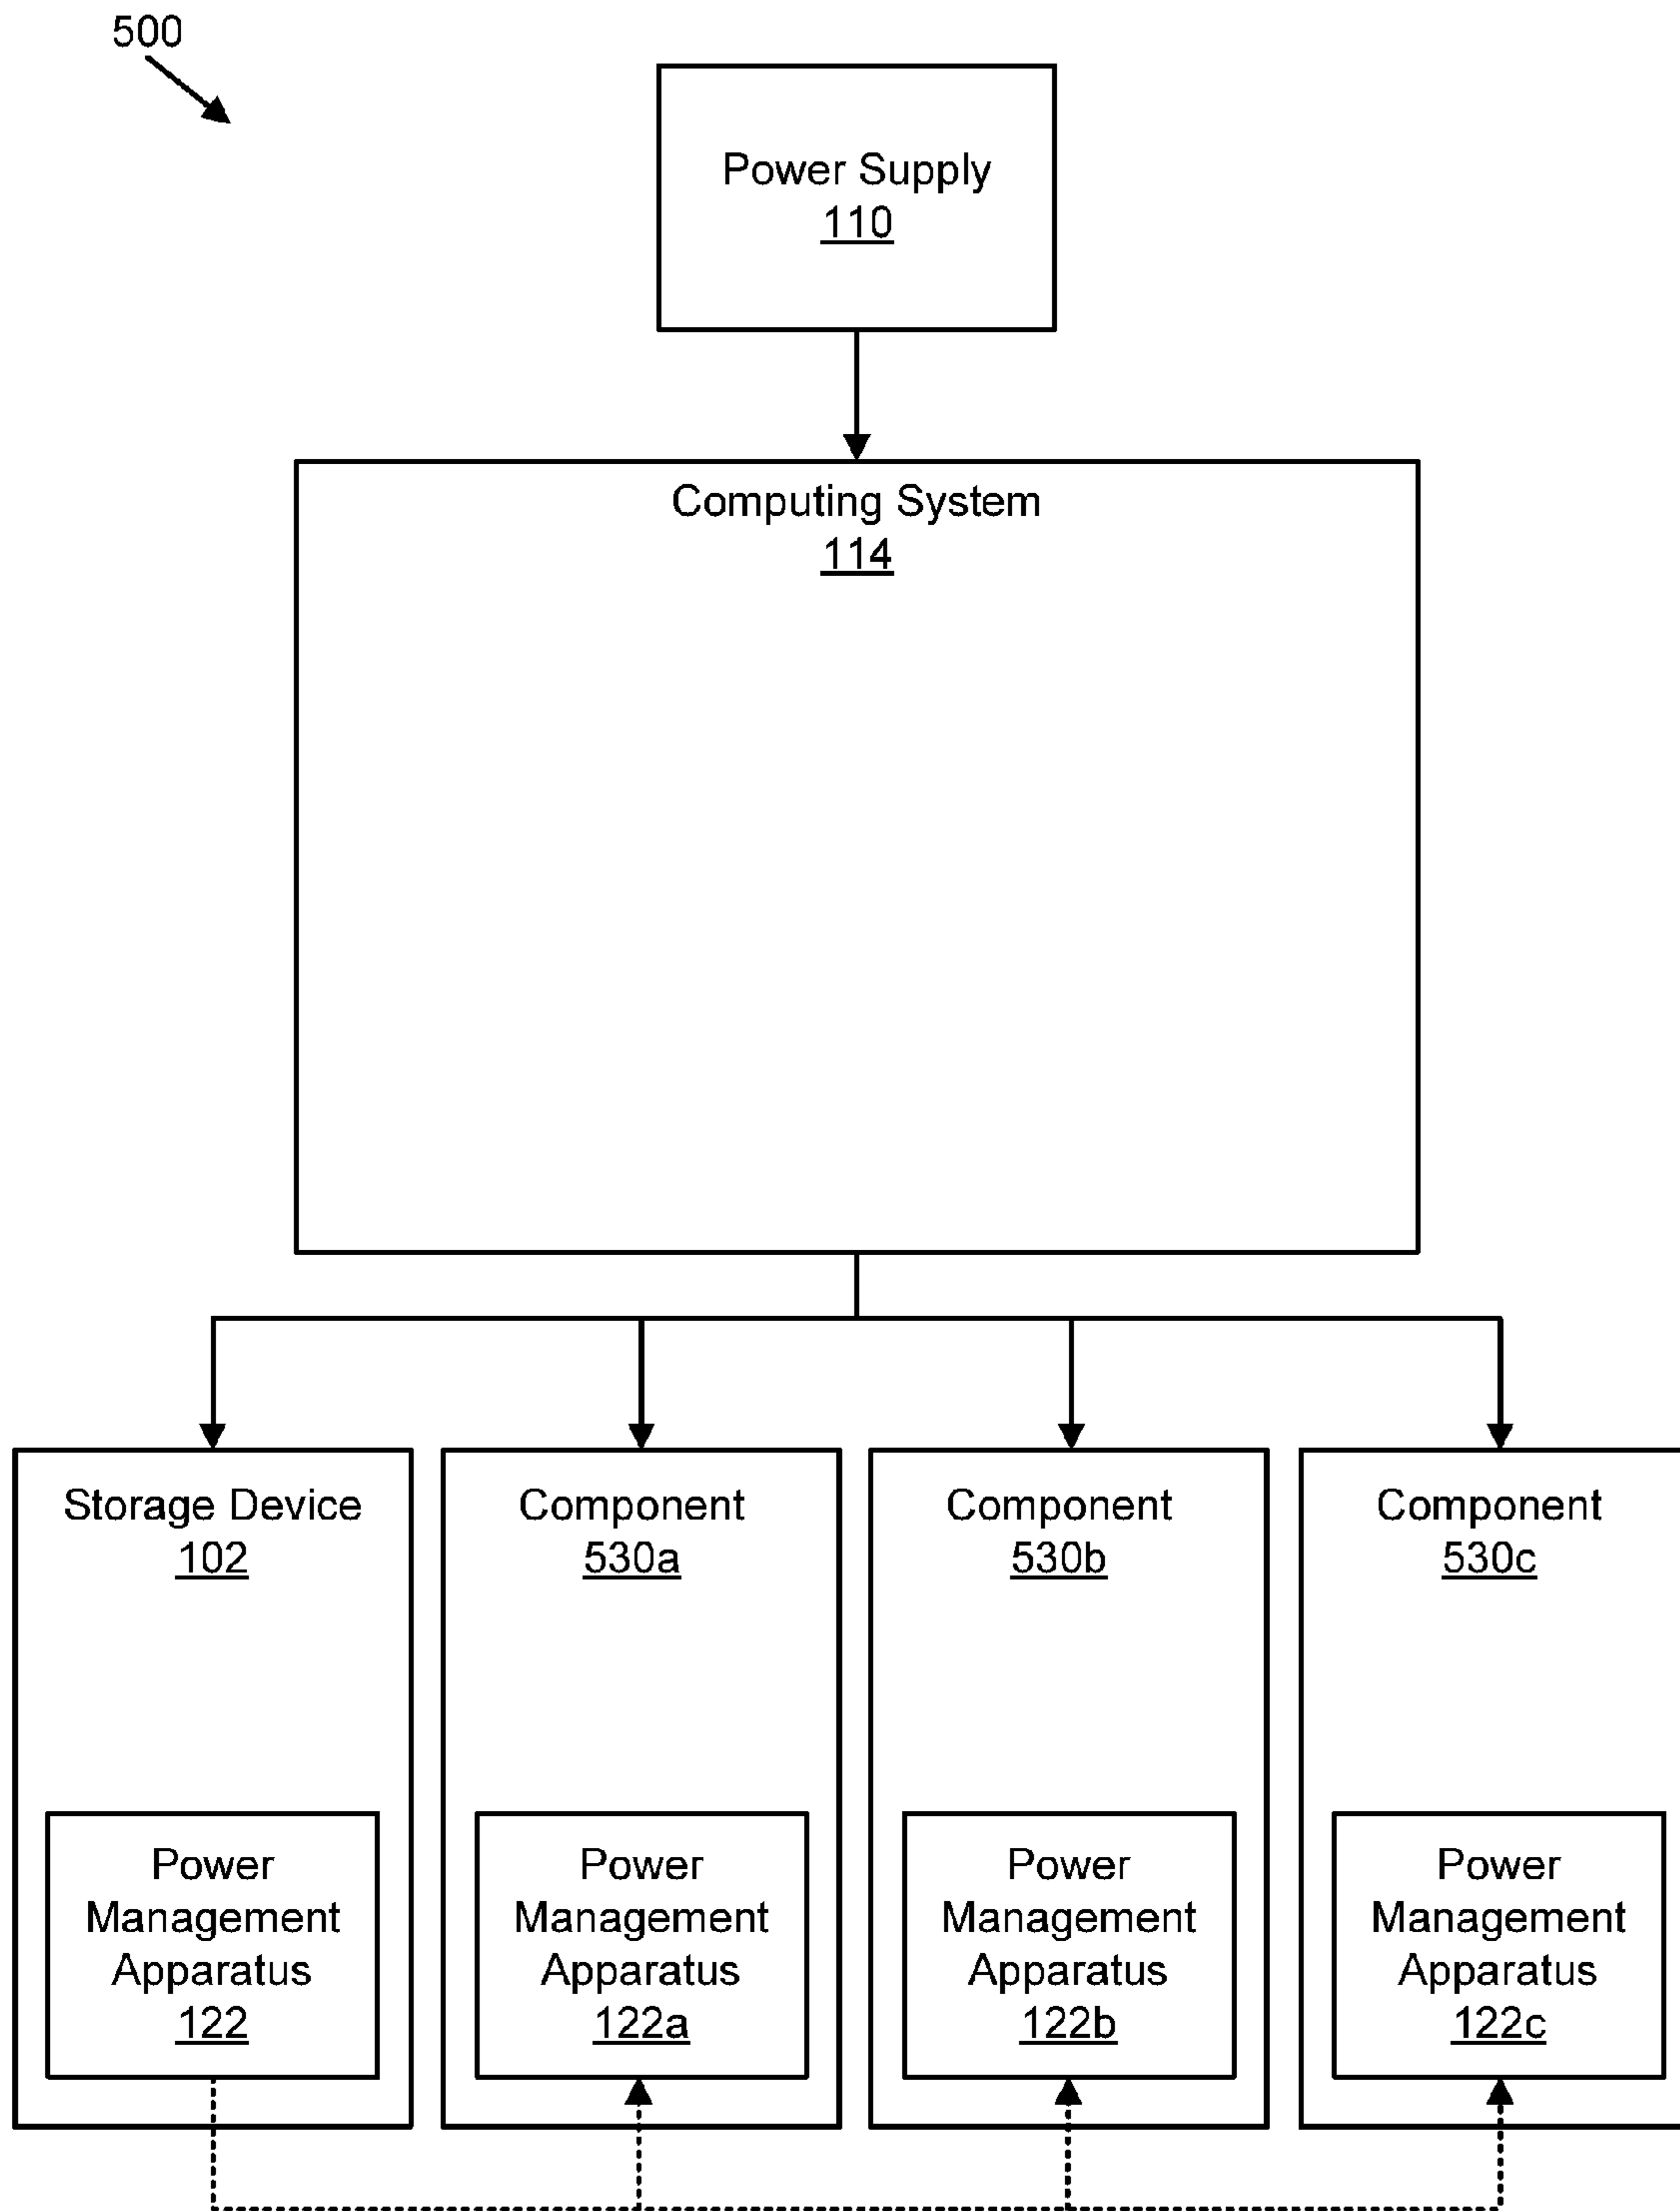 500
Power Supply
110
Computing System
114
Storage Device
102
Component
530a
Component
530b
Component
530c
Power
Management
Apparatus
122
Power
Management
Apparatus
122a
Power
Management
Apparatus
122b
Power
Management
Apparatus
122c